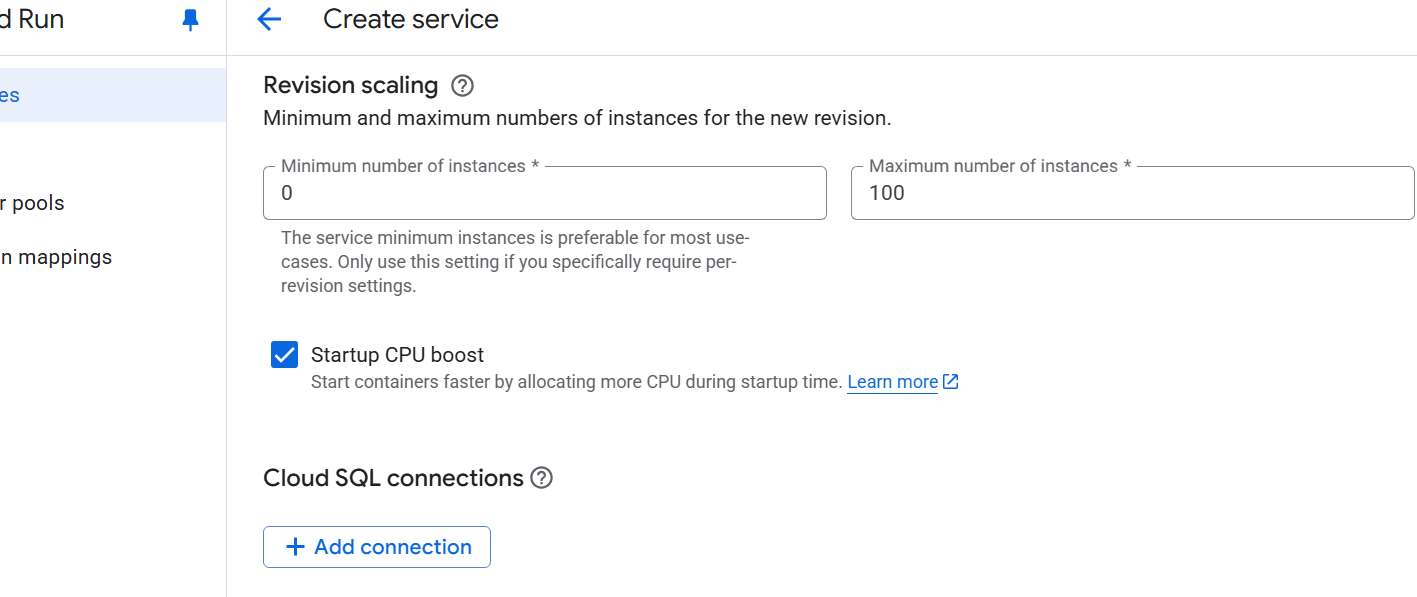 d Run
Create service
es
r pools
n mappings
Revision scaling
Minimum and maximum numbers of instances for the new revision.
Minimum number of instances *
0
Maximum number of instances *
100
The service minimum instances is preferable for most use-
cases. Only use this setting if you specifically require per-
revision settings.
Startup CPU boost
Start containers faster by allocating more CPU during startup time. Learn more
Cloud SQL connections
Add connection